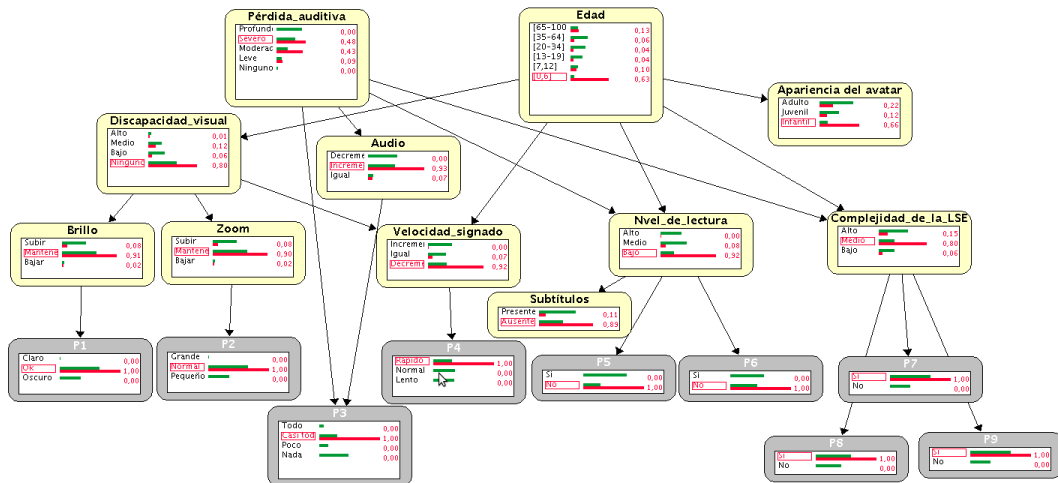 Pérdida_auditiva
Profundi 0,00
Severo 0,48
Moderac 0,43
Leve 0,09
Ninguno 0,00
Edad
[65-100 0,13
[35-64] 0,06
[20-34] 0,04
[13-19] 0,04
[7,12] 0,10
[0,6] 0,63
Apariencia del avatar
Adulto 0,22
Juvenil 0,12
Infantil 0,66
Discapacidad_visual
Alto 0,01
Medio 0,12
Bajo 0,06
Ninguno 0,80
Audio
Decreme 0,00
Increme 0,93
Igual 0,07
Brillo
Subir 0,08
Mantene 0,91
Bajar 0,02
Zoom
Subir 0,08
Mantene 0,90
Bajar 0,02
Velocidad_signado
Incremei 0,00
Igual 0,07
Decreme 0,92
Nvel_de_lectura
Alto 0,00
Medio 0,08
Bajo 0,92
Complejidad_de_la_LSE
Alto 0,15
Medio 0,80
Bajo 0,06
Subtítulos
Presente 0,11
Ausente 0,89
P1
Claro 0,00
Ok 1,00
Oscuro 0,00
P2
Grande 0,00
Normal 1,00
Pequeño 0,00
P4
Rapido 1,00
Normal 0,00
Lento 0,00
P5
Si 0,00
No 1,00
P6
Si 0,00
No 1,00
P7
Si 1,00
No 0,00
P3
Todo 0,00
Casi tod 1,00
Poco 0,00
Nada 0,00
P8
Si 1,00
No 0,00
P9
Si 1,00
No 0,00